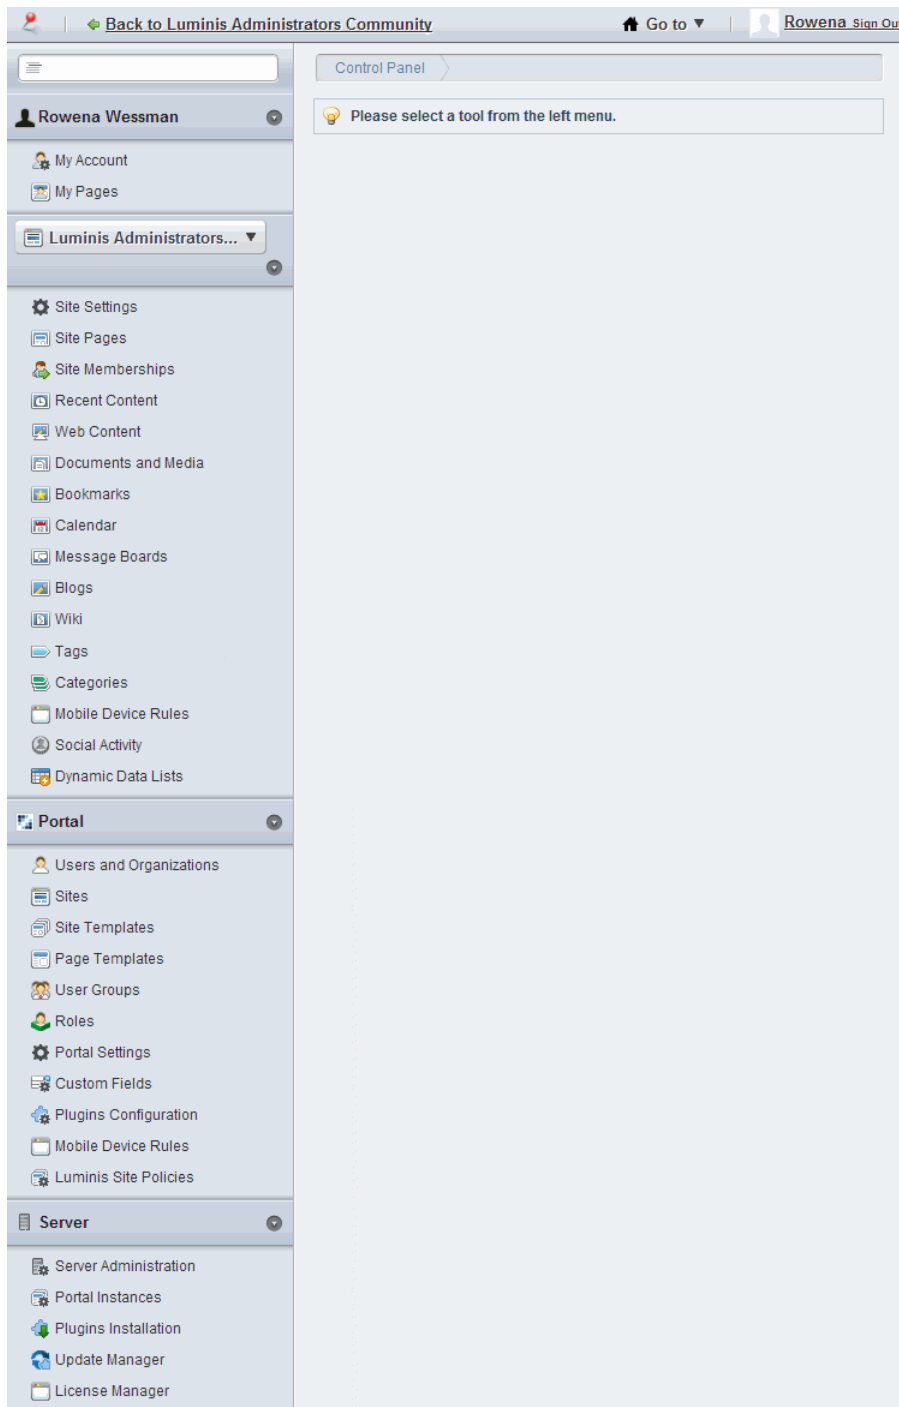 Back to Luminis Administrators Community
Go to ▼
Rowena Sign Ou
Control Panel
Please select a tool from the left menu.
Rowena Wessman
My Account
My Pages
Luminis Administrators... ▼
Site Settings
Site Pages
Site Memberships
Recent Content
Web Content
Documents and Media
Bookmarks
Calendar
Message Boards
Blogs
Wiki
Tags
Categories
Mobile Device Rules
Social Activity
Dynamic Data Lists
Portal
Users and Organizations
Sites
Site Templates
Page Templates
User Groups
Roles
Portal Settings
Custom Fields
Plugins Configuration
Mobile Device Rules
Luminis Site Policies
Server
Server Administration
Portal Instances
Plugins Installation
Update Manager
License Manager